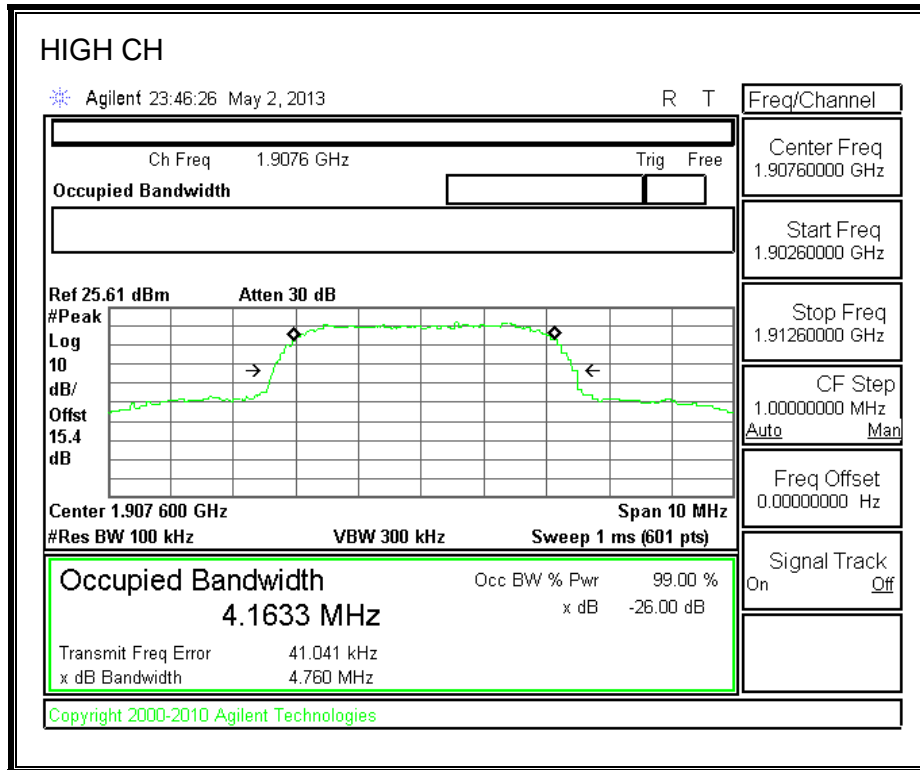 HIGH CH
Agilent 23:46:26 May 2, 2013 R T
Freq/Channel
Ch Freq 1.9076 GHz Trig Free
Occupied Bandwidth
Center Freq
1.90760000 GHz
Start Freq
1.90260000 GHz
Stop Freq
1.91260000 GHz
CF Step
1.00000000 MHz
Auto Man
Freq Offset
0.00000000 Hz
Signal Track
On Off
Ref 25.61 dBm Atten 30 dB
#Peak
Log
10
dB/
Offst
15.4
dB
Center 1.907 600 GHz Span 10 MHz
#Res BW 100 kHz VBW 300 kHz Sweep 1 ms (601 pts)
Occupied Bandwidth Occ BW % Pwr 99.00 %
4.1633 MHz x dB -26.00 dB
Transmit Freq Error 41.041 kHz
x dB Bandwidth 4.760 MHz
Copyright 2000-2010 Agilent Technologies